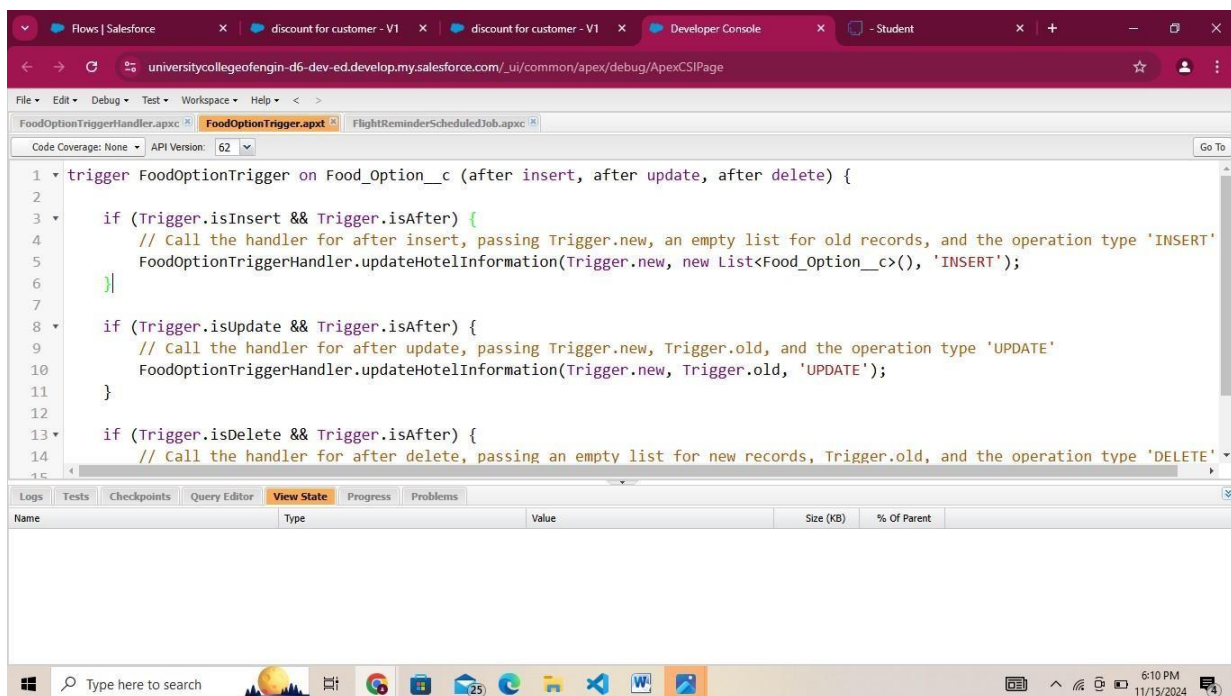 Flows | Salesforce
discount for customer - V1
discount for customer - V1
Developer Console
- Student
universitycollegeofengin-d6-dev-ed.develop.my.salesforce.com/_ui/common/apex/debug/ApexCSIPage
File Edit Debug Test Workspace Help < >
FoodOptionTriggerHandler.apxc FoodOptionTrigger.apxt FlightReminderScheduledJob.apxc
Code Coverage: None API Version: 62 Go To
1 trigger FoodOptionTrigger on Food_Option__c (after insert, after update, after delete) {
2
3 if (Trigger.isInsert && Trigger.isAfter) {
4 // Call the handler for after insert, passing Trigger.new, an empty list for old records, and the operation type 'INSERT'
5 FoodOptionTriggerHandler.updateHotelInformation(Trigger.new, new List<Food_Option__c>(), 'INSERT');
6 }
7
8 if (Trigger.isUpdate && Trigger.isAfter) {
9 // Call the handler for after update, passing Trigger.new, Trigger.old, and the operation type 'UPDATE'
10 FoodOptionTriggerHandler.updateHotelInformation(Trigger.new, Trigger.old, 'UPDATE');
11 }
12
13 if (Trigger.isDelete && Trigger.isAfter) {
14 // Call the handler for after delete, passing an empty list for new records, Trigger.old, and the operation type 'DELETE'
15
Logs Tests Checkpoints Query Editor View State Progress Problems
Name Type Value Size (KB) % Of Parent
Type here to search
25
6:10 PM
11/15/2024